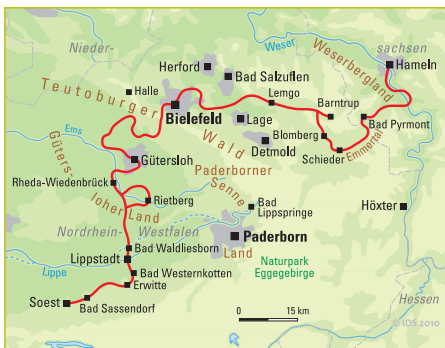 Nieder-
sachsen
Weser
Weserbergland
Hameln
Herford
Bad Salzuflen
Teutoburger
Wald
Halle
Lemgo
Barntrup
Bielefeld
Lage
Blomberg
Bad Pyrmont
Emmertal
Detmold
Schieder
Ems
Güters-
loher Land
Gütersloh
Paderborner
Land
Senne
Rheda-Wiedenbrück
Rietberg
Bad
Lippspringe
Höxter
Nordrhein-
Westfalen
Paderborn
Bad Waldliesborn
Lippstadt
Lippe
Naturpark
Eggegebirge
Bad Westernkotten
Erwitte
Soest
Bad Sassendorf
Hessen
0
15 km
© IDS 2010